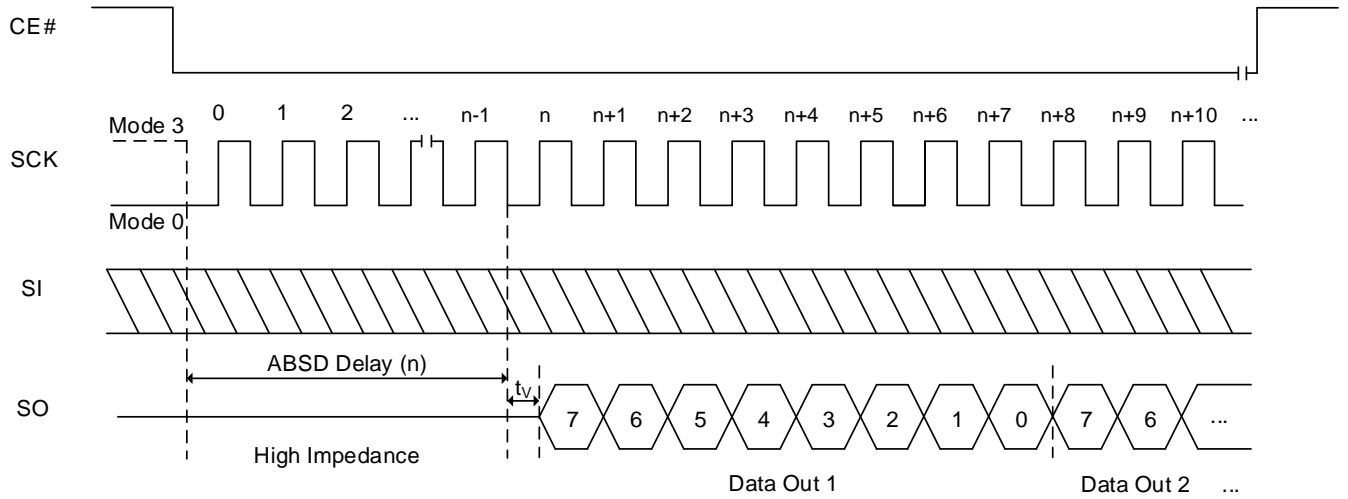 CE#
0 1 2 ... n-1 n n+1 n+2 n+3 n+4 n+5 n+6 n+7 n+8 n+9 n+10 ...
Mode 3
SCK
Mode 0
SI
ABSD Delay (n)
tV
SO
7 6 5 4 3 2 1 0 7 6 ...
High Impedance
Data Out 1 Data Out 2 ...